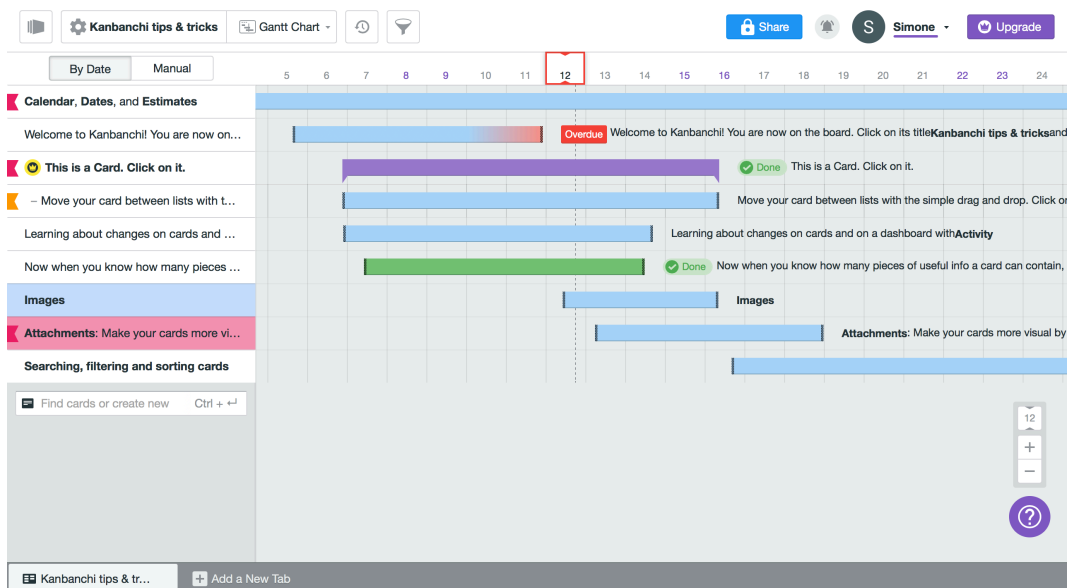 Kanbanchi tips & tricks Gantt Chart Share S Simone Upgrade
By Date Manual 5 6 7 8 9 10 11 12 13 14 15 16 17 18 19 20 21 22 23 24
Calendar, Dates, and Estimates
Welcome to Kanbanchi! You are now on... Overdue Welcome to Kanbanchi! You are now on the board. Click on its titleKanbanchi tips & tricksand
This is a Card. Click on it. Done This is a Card. Click on it.
– Move your card between lists with t... Move your card between lists with the simple drag and drop. Click or
Learning about changes on cards and ... Learning about changes on cards and on a dashboard withActivity
Now when you know how many pieces ... Done Now when you know how many pieces of useful info a card can contain,
Images Images
Attachments: Make your cards more vi... Attachments: Make your cards more visual by
Searching, filtering and sorting cards
Find cards or create new Ctrl + ↵
12
+
−
?
Kanbanchi tips & tr... + Add a New Tab